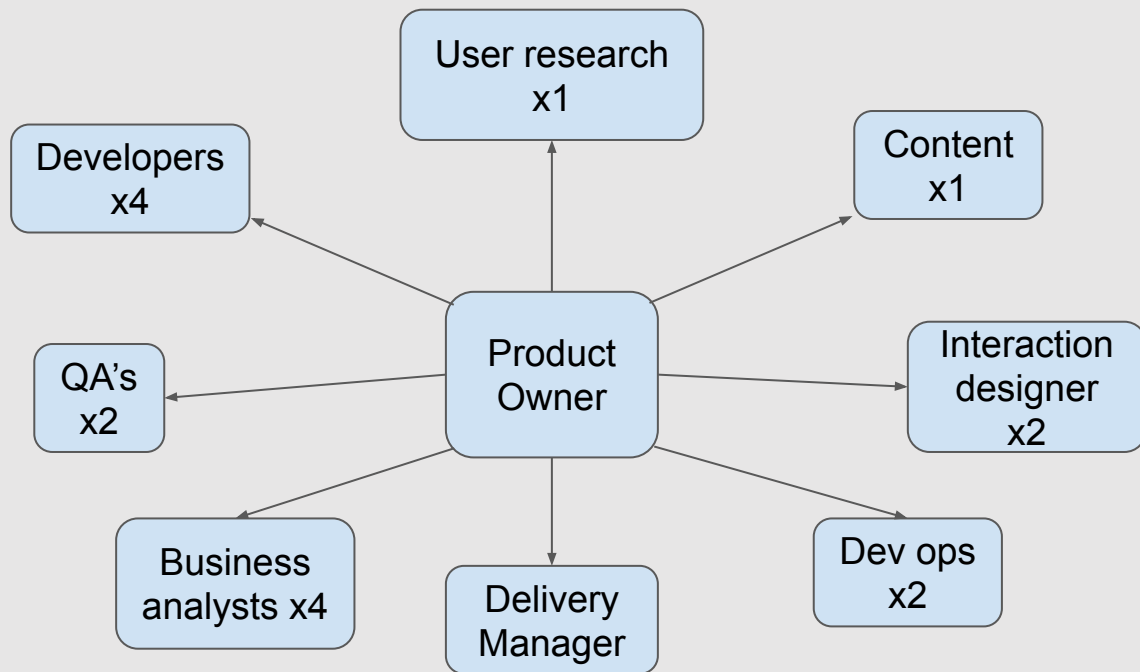 User research
x1
Developers
x4
Content
x1
Product
Owner
QA’s
x2
Interaction
designer
x2
Business
analysts x4
Delivery
Manager
Dev ops
x2